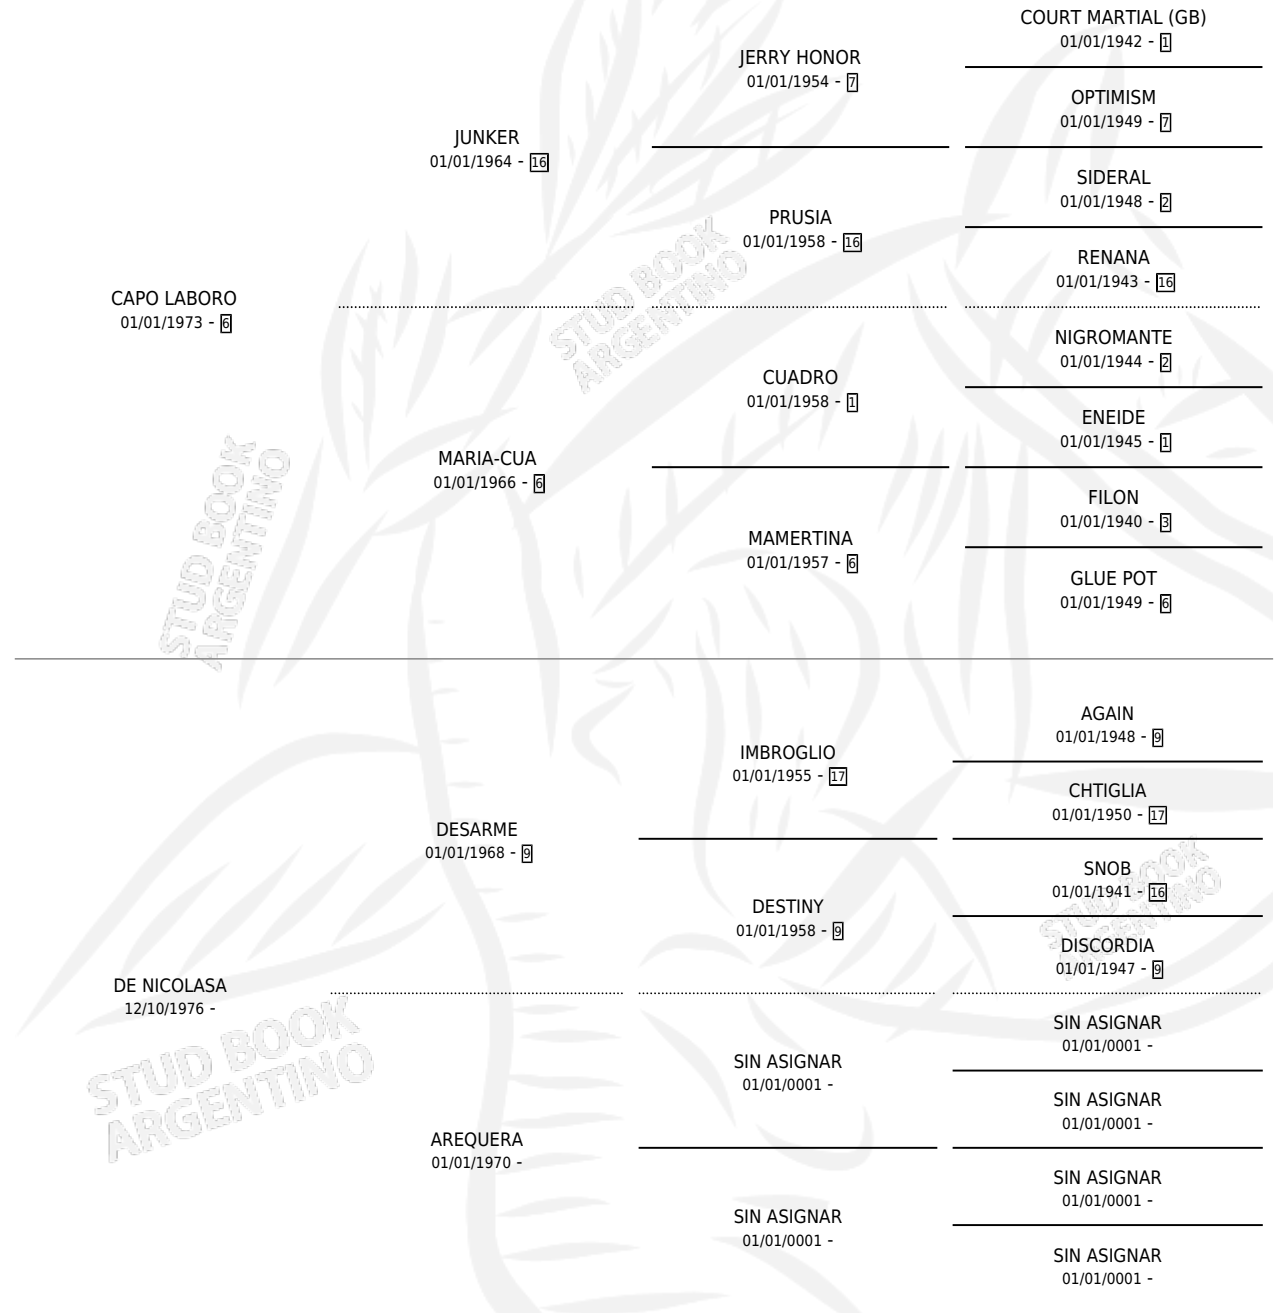 COURT MARTIAL (GB)
01/01/1942 - 1
JERRY HONOR
01/01/1954 - 7
OPTIMISM
01/01/1949 - 7
JUNKER
01/01/1964 - 16
SIDERAL
01/01/1948 - 2
PRUSIA
01/01/1958 - 16
RENANA
01/01/1943 - 16
CAPO LABORO
01/01/1973 - 6
NIGROMANTE
01/01/1944 - 2
CUADRO
01/01/1958 - 1
ENEIDE
01/01/1945 - 1
MARIA-CUA
01/01/1966 - 6
FILON
01/01/1940 - 3
MAMERTINA
01/01/1957 - 6
GLUE POT
01/01/1949 - 6
AGAIN
01/01/1948 - 9
IMBROGLIO
01/01/1955 - 17
CHTIGLIA
01/01/1950 - 17
DESARME
01/01/1968 - 9
SNOB
01/01/1941 - 16
DESTINY
01/01/1958 - 9
DISCORDIA
01/01/1947 - 9
DE NICOLASA
12/10/1976 -
SIN ASIGNAR
01/01/0001 -
SIN ASIGNAR
01/01/0001 -
SIN ASIGNAR
01/01/0001 -
AREQUERA
01/01/1970 -
SIN ASIGNAR
01/01/0001 -
SIN ASIGNAR
01/01/0001 -
SIN ASIGNAR
01/01/0001 -
STUD BOOK
ARGENTINO
STUD BOOK
ARGENTINO
STUD BOOK
ARGENTINO
STUD BOOK
ARGENTINO